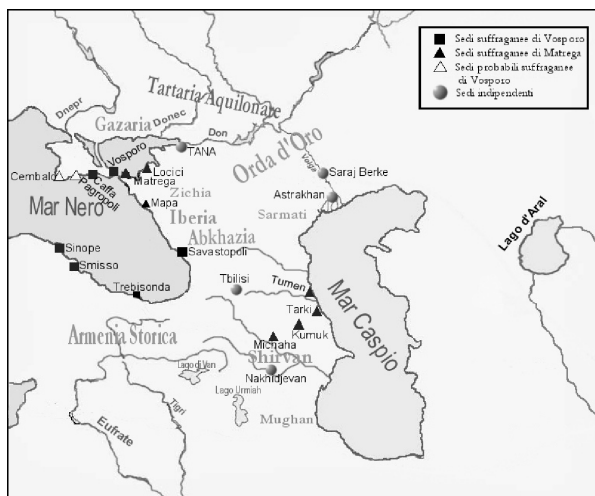 Sedi suffraganee di Vosporo
Sedi suffraganee di Matrega
Sedi probabili suffraganee
di Vosporo
Sedi indipendenti
Tartaria Aquilonare
Dnepr
Gazaria
Donec
Don
TANA
Orda d'Oro
Volga
Saraj Berke
Astrakhan
Vosporo
Locici
Cembalo
Caffa
Matrega
Pagropoli
Zichia
Sarmati
Mapa
Mar Nero
Iberia
Abkhazia
Lago d'Aral
Sinope
Savastopoli
Smisso
Tbilisi
Tumen
Trebisonda
Tarki
Mar Caspio
Kumuk
Armenia Storica
Michaha
Shirvan
Lago di Van
Nakhidjevan
Lago Urmiah
Tigri
Mughan
Eufrate